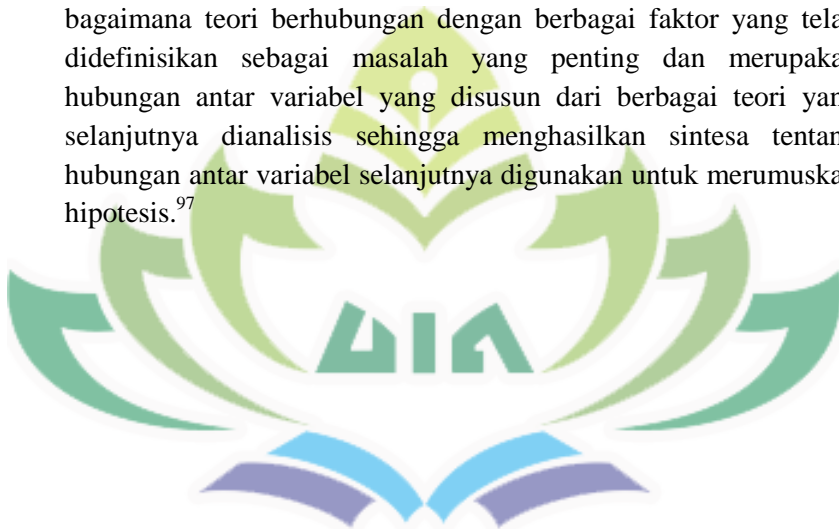 bagaimana teori berhubungan dengan berbagai faktor yang tela
didefinisikan sebagai masalah yang penting dan merupaka
hubungan antar variabel yang disusun dari berbagai teori yan
selanjutnya dianalisis sehingga menghasilkan sintesa tentan
hubungan antar variabel selanjutnya digunakan untuk merumuska
hipotesis.97
UIN